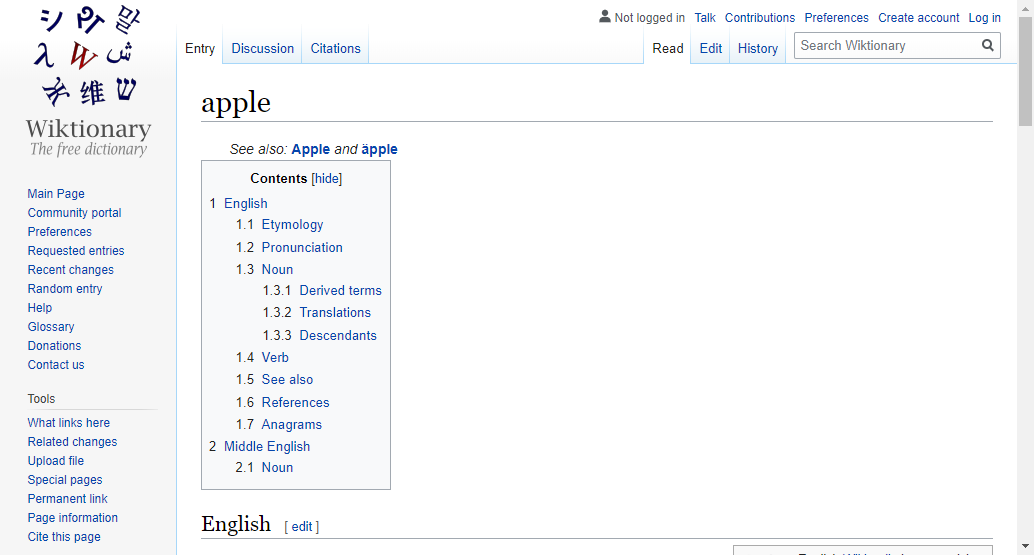 シ ዋ 말
λ W ش
维 ש
Wiktionary
The free dictionary
Main Page
Community portal
Preferences
Requested entries
Recent changes
Random entry
Help
Glossary
Donations
Contact us
Tools
What links here
Related changes
Upload file
Special pages
Permanent link
Page information
Cite this page
Not logged in Talk Contributions Preferences Create account Log in
Entry Discussion Citations Read Edit History Search Wiktionary
apple
See also: Apple and äpple
Contents [hide]
1 English
1.1 Etymology
1.2 Pronunciation
1.3 Noun
1.3.1 Derived terms
1.3.2 Translations
1.3.3 Descendants
1.4 Verb
1.5 See also
1.6 References
1.7 Anagrams
2 Middle English
2.1 Noun
English [ edit ]